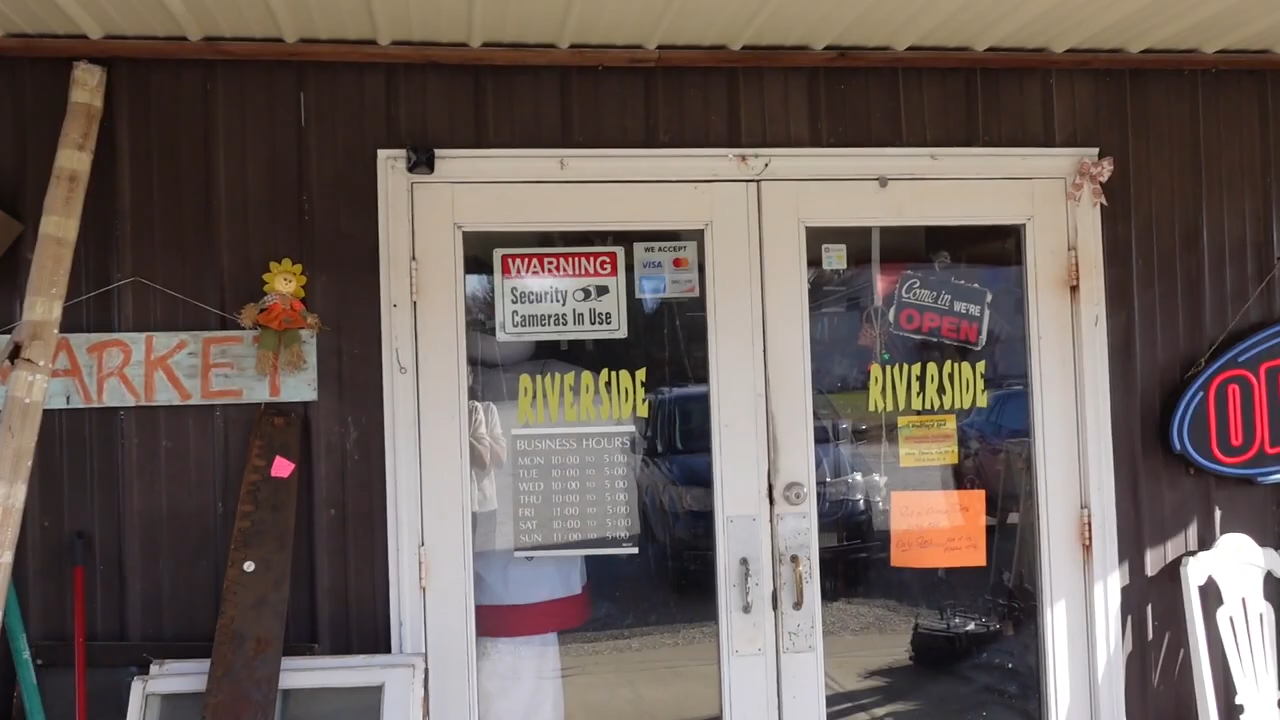 ARKET
WARNING
Security
Cameras In Use
WE ACCEPT
VISA
RIVERSIDE
BUSINESS HOURS
MON 10:00 TO 5:00
TUE 10:00 TO 5:00
WED 10:00 TO 5:00
THU 10:00 TO 5:00
FRI 11:00 TO 5:00
SAT 10:00 TO 5:00
SUN 11:00 TO 5:00
Come in WE'RE
OPEN
RIVERSIDE